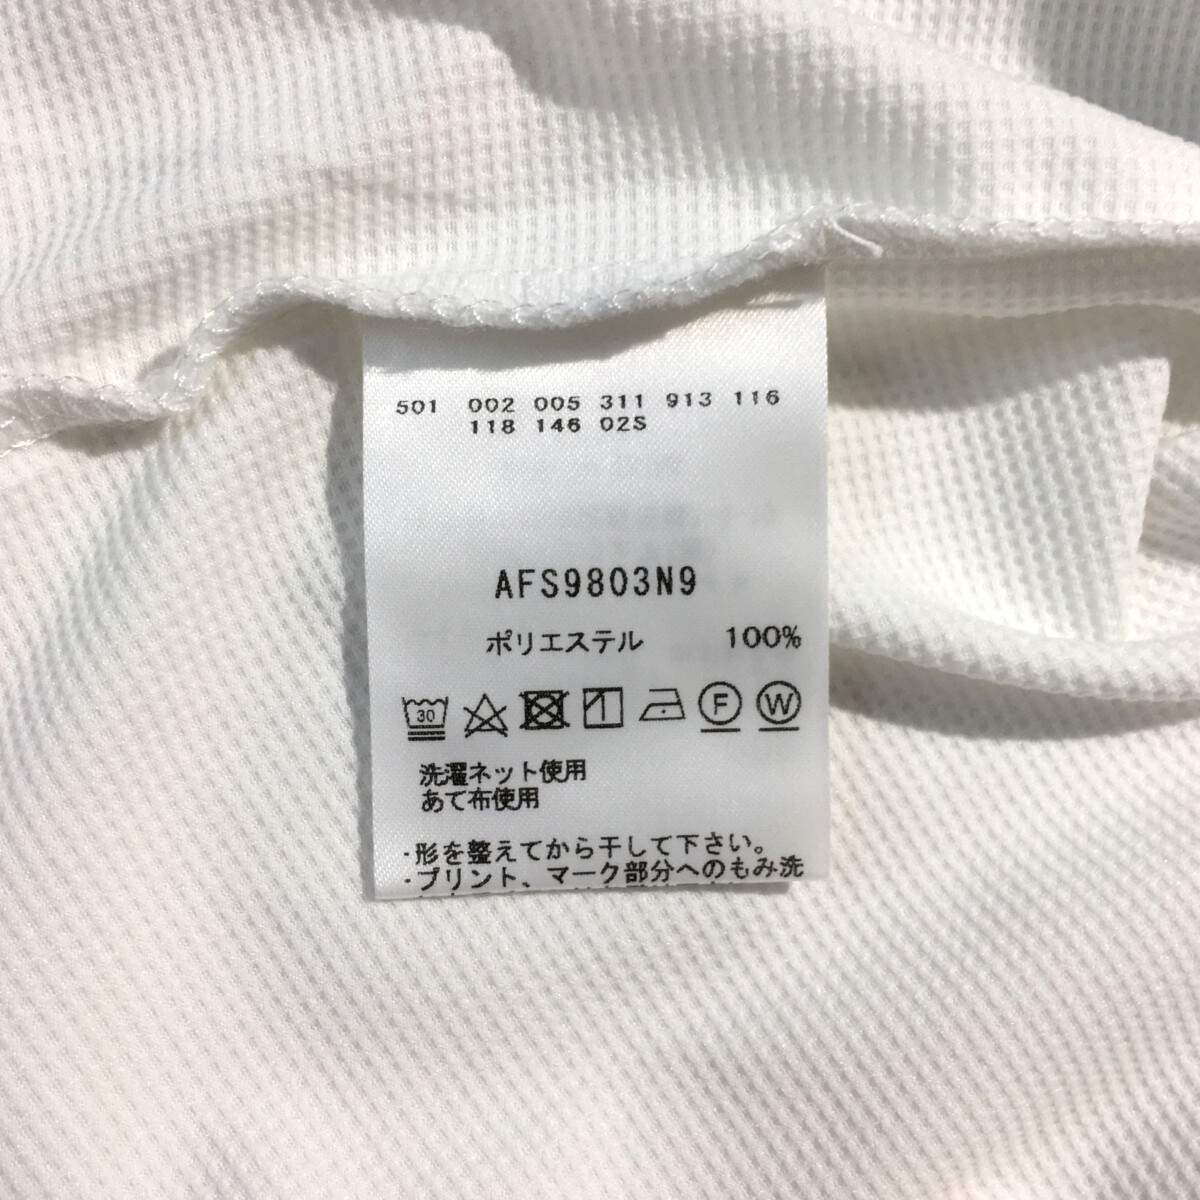 501 002 005 311 913 116
118 146 02S
AFS9803N9
ポリエステル 100%
30 F W
洗濯ネット使用
あて布使用
・形を整えてから干して下さい。
・プリント、マーク部分へのもみ洗